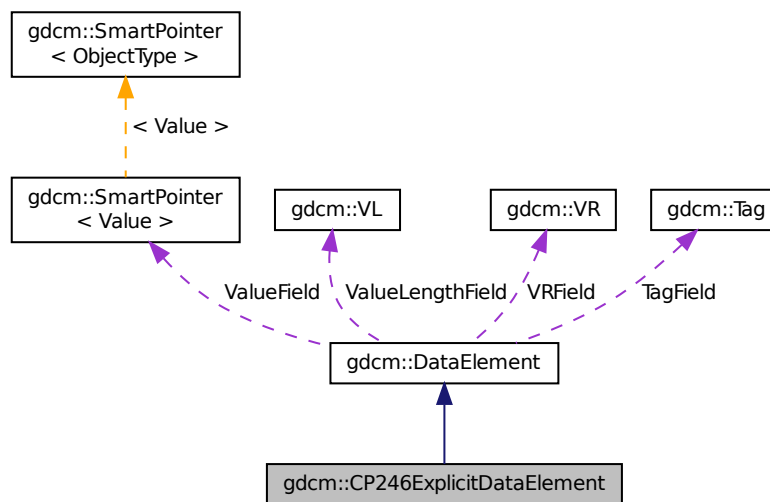 gdcm::SmartPointer
< ObjectType >
< Value >
gdcm::SmartPointer
< Value >
gdcm::VL
gdcm::VR
gdcm::Tag
ValueField
ValueLengthField
VRField
TagField
gdcm::DataElement
gdcm::CP246ExplicitDataElement